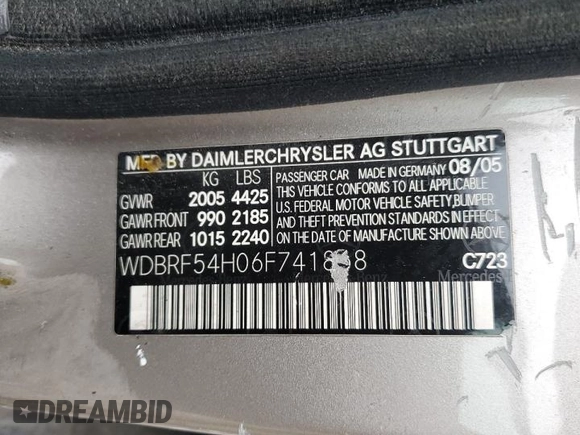 MFD BY DAIMLERCHRYSLER AG STUTTGART
KG LBS
GVWR 2005 4425
GAWR FRONT 990 2185
GAWR REAR 1015 2240
PASSENGER CAR MADE IN GERMANY 08/05
THIS VEHICLE CONFORMS TO ALL APPLICABLE
U.S. FEDERAL MOTOR VEHICLE SAFETY, BUMPER
AND THEFT PREVENTION STANDARDS IN EFFECT
ON THE DATE OF MANUFACTURE SHOWN ABOVE
C723
DREAMBID